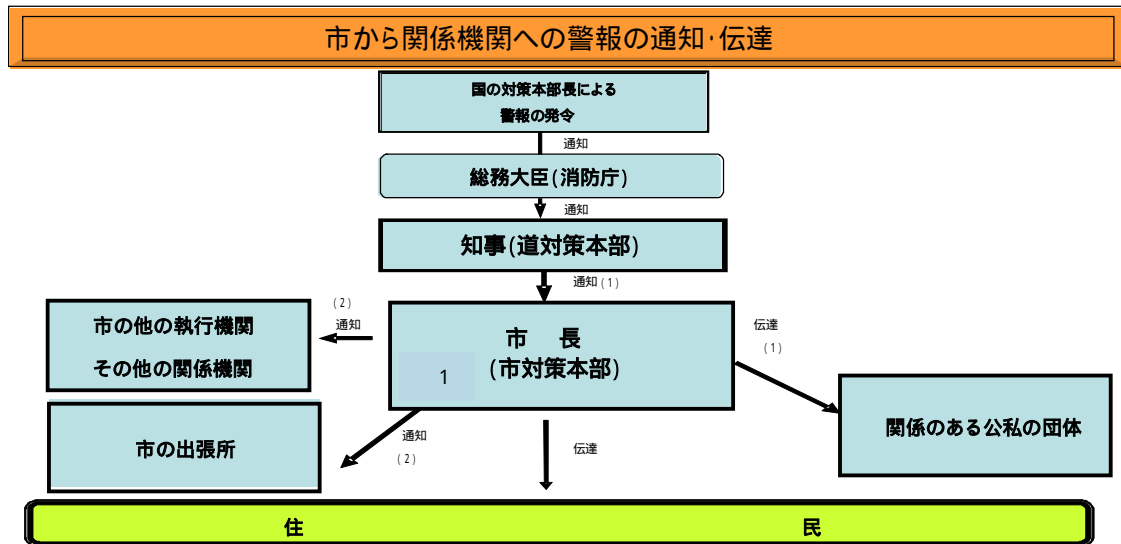 市から関係機関への警報の通知･伝達
国の対策本部長による
警報の発令
通知
総務大臣(消防庁)
通知
知事(道対策本部)
通知(1)
(2)
通知
市の他の執行機関
その他の関係機関
市 長
(市対策本部)
1
伝達
(1)
関係のある公私の団体
市の出張所
通知
(2)
伝達
住 民